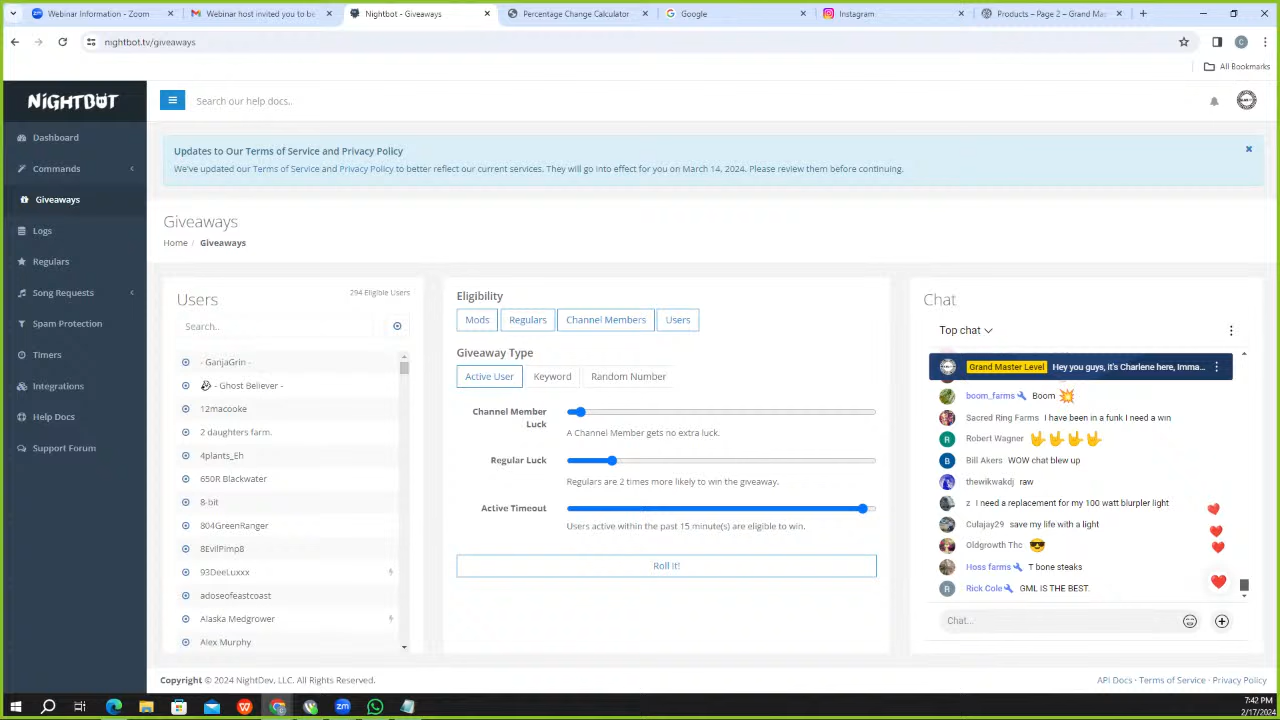 Webinar Information - Zoom
Webinar host invited you to be
Nightbot - Giveaways
Percentage Change Calculator
Google
Instagram
Products – Page 2 – Grand Mas
nightbot.tv/giveaways
All Bookmarks
NIGHTBOT
Search our help docs..
Dashboard
Commands
Giveaways
Logs
Regulars
Song Requests
Spam Protection
Timers
Integrations
Help Docs
Support Forum
Updates to Our Terms of Service and Privacy Policy
We've updated our Terms of Service and Privacy Policy to better reflect our current services. They will go into effect for you on March 14, 2024. Please review them before continuing.
Giveaways
Home / Giveaways
Users
294 Eligible Users
Search..
- GanjaGrin -
- Ghost Believer -
12macooke
2 daughters farm.
4plants_Eh
650R Blackwater
8-bit
804GreenRanger
8EvilPimp8
93DeeLuxxx
adoseofeastcoast
Alaska Medgrower
Alex Murphy
Eligibility
Mods
Regulars
Channel Members
Users
Giveaway Type
Active User
Keyword
Random Number
Channel Member
Luck
A Channel Member gets no extra luck.
Regular Luck
Regulars are 2 times more likely to win the giveaway.
Active Timeout
Users active within the past 15 minute(s) are eligible to win.
Roll It!
Chat
Top chat
Grand Master Level Hey you guys, it's Charlene here, Imma...
boom_farms Boom 💥
Sacred Ring Farms I have been in a funk I need a win
R Robert Wagner 🤟🤟🤟🤟
B Bill Akers WOW chat blew up
thewikwakdj raw
z I need a replacement for my 100 watt blurpler light
Culajay29 save my life with a light
Oldgrowth Thc 😎
Hoss farms T bone steaks
R Rick Cole GML IS THE BEST.
Chat...
Copyright © NightDev, LLC. All Rights Reserved.
API Docs · Terms of Service · Privacy Policy
7:42 PM
2/17/2024